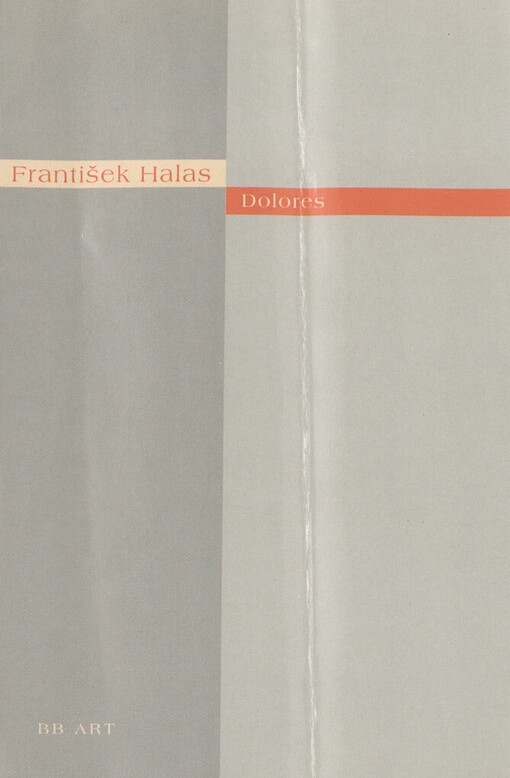 František Halas
Dolores
BB ART